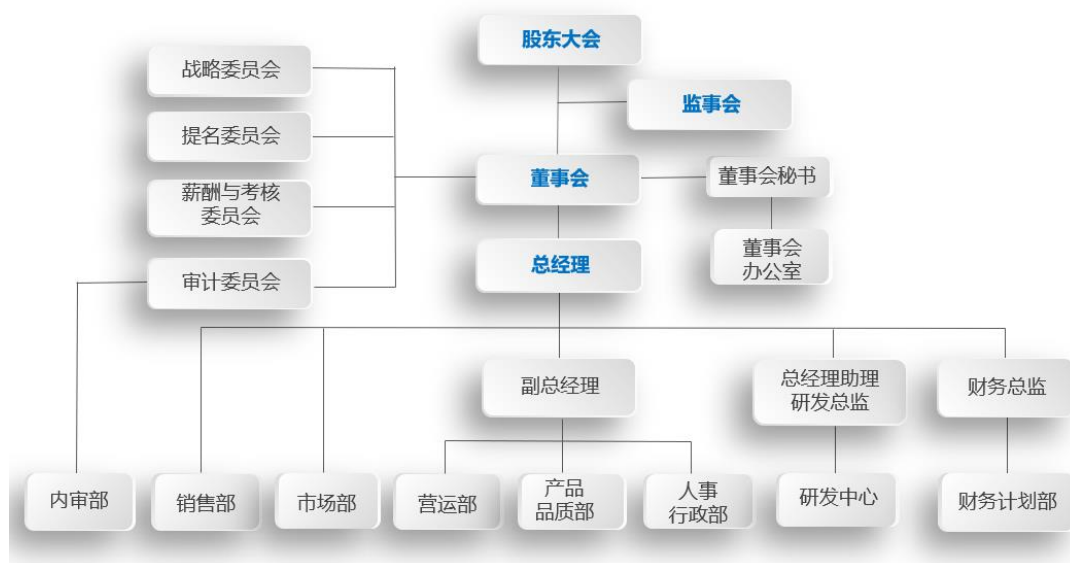 股东大会
战略委员会
监事会
提名委员会
董事会
董事会秘书
薪酬与考核
委员会
董事会
办公室
总经理
审计委员会
副总经理
总经理助理
研发总监
财务总监
内审部
销售部
市场部
营运部
产品
品质部
人事
行政部
研发中心
财务计划部